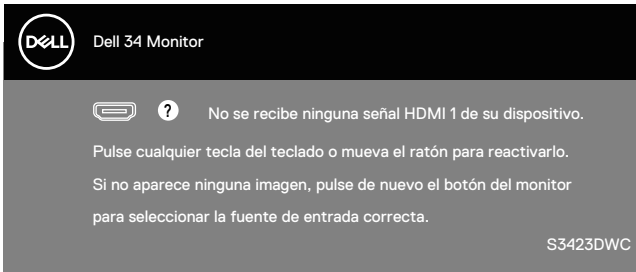 DELL
Dell 34 Monitor
? No se recibe ninguna señal HDMI 1 de su dispositivo.
Pulse cualquier tecla del teclado o mueva el ratón para reactivarlo.
Si no aparece ninguna imagen, pulse de nuevo el botón del monitor
para seleccionar la fuente de entrada correcta.
S3423DWC